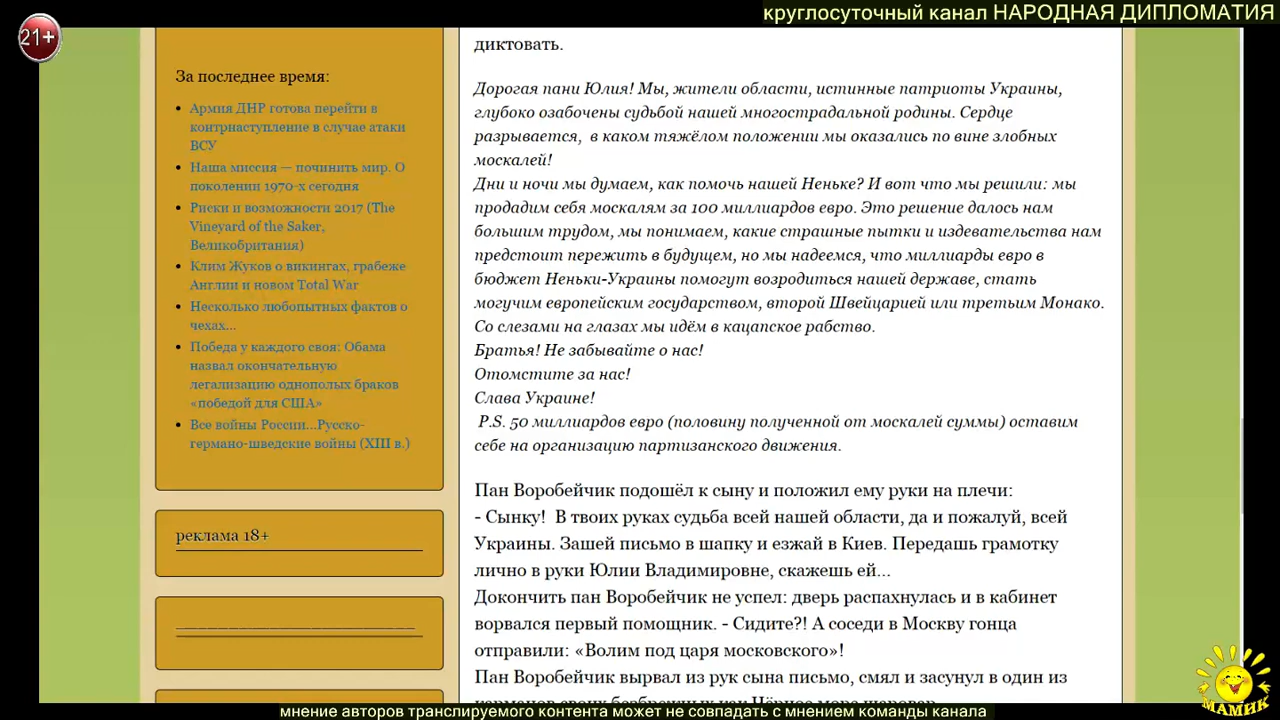 круглосуточный канал НАРОДНАЯ ДИПЛОМАТИЯ
21+
За последнее время:
Армия ДНР готова перейти в
контрнаступление в случае атаки
ВСУ
Наша миссия — починить мир. О
поколении 1970-х сегодня
Риски и возможности 2017 (The
Vineyard of the Saker,
Великобритания)
Клим Жуков о викингах, грабеже
Англии и новом Total War
Несколько любопытных фактов о
чехах...
Победа у каждого своя: Обама
назвал окончательную
легализацию однополых браков
«победой для США»
Все войны России...Русско-
германо-шведские войны (XIII в.)
реклама 18+
диктовать.
Дорогая пани Юлия! Мы, жители области, истинные патриоты Украины,
глубоко озабочены судьбой нашей многострадальной родины. Сердце
разрывается, в каком тяжёлом положении мы оказались по вине злобных
москалей!
Дни и ночи мы думаем, как помочь нашей Неньке? И вот что мы решили: мы
продадим себя москалям за 100 миллиардов евро. Это решение далось нам
большим трудом, мы понимаем, какие страшные пытки и издевательства нам
предстоит пережить в будущем, но мы надеемся, что миллиарды евро в
бюджет Неньки-Украины помогут возродиться нашей державе, стать
могучим европейским государством, второй Швейцарией или третьим Монако.
Со слезами на глазах мы идём в кацапское рабство.
Братья! Не забывайте о нас!
Отомстите за нас!
Слава Украине!
P.S. 50 миллиардов евро (половину полученной от москалей суммы) оставим
себе на организацию партизанского движения.
Пан Воробейчик подошёл к сыну и положил ему руки на плечи:
- Сынку! В твоих руках судьба всей нашей области, да и пожалуй, всей
Украины. Зашей письмо в шапку и езжай в Киев. Передашь грамотку
лично в руки Юлии Владимировне, скажешь ей...
Докончить пан Воробейчик не успел: дверь распахнулась и в кабинет
ворвался первый помощник. - Сидите?! А соседи в Москву гонца
отправили: «Волим под царя московского»!
Пан Воробейчик вырвал из рук сына письмо, смял и засунул в один из
МАМИК
мнение авторов транслируемого контента может не совпадать с мнением команды канала